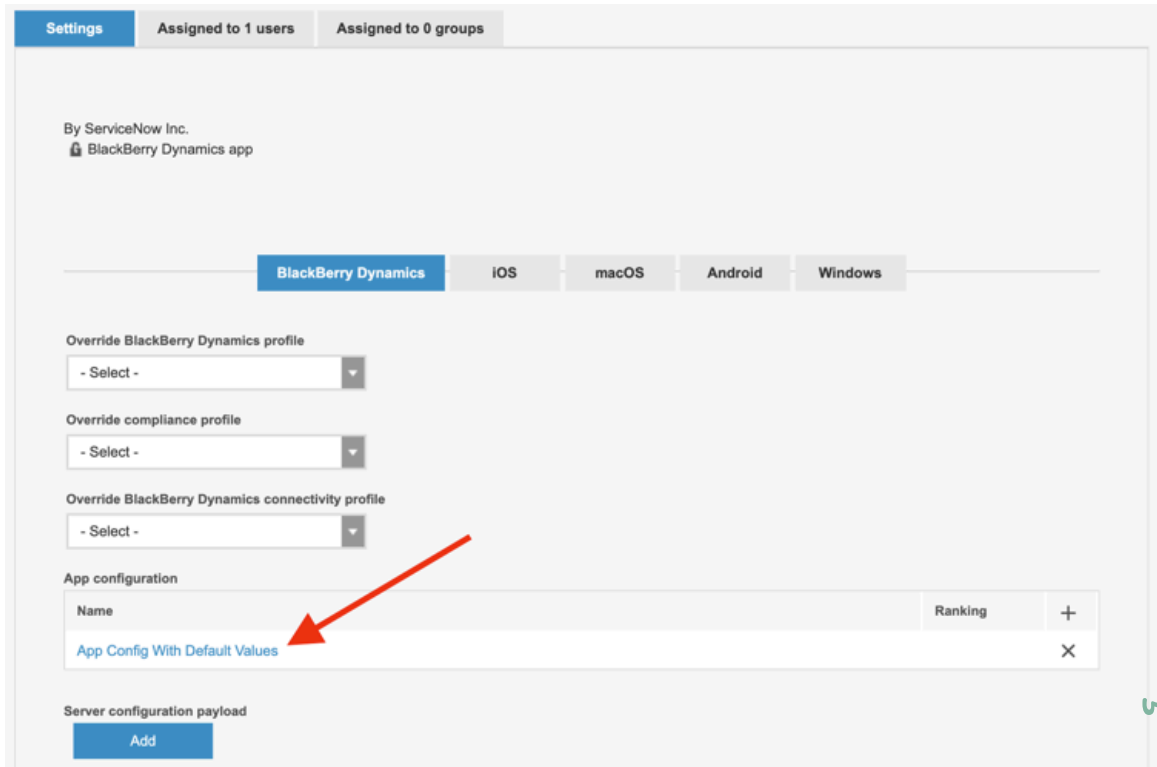 Settings
Assigned to 1 users
Assigned to 0 groups
By ServiceNow Inc.
BlackBerry Dynamics app
BlackBerry Dynamics
iOS
macOS
Android
Windows
Override BlackBerry Dynamics profile
- Select -
Override compliance profile
- Select -
Override BlackBerry Dynamics connectivity profile
- Select -
App configuration
Name
Ranking
+
App Config With Default Values
Server configuration payload
Add